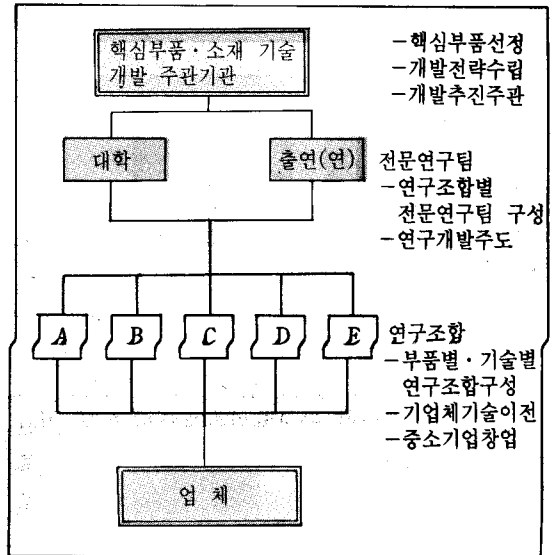 핵심부품·소재 기술
개발 주관기관
-핵심부품선정
-개발전략수립
-개발추진주관
대학
출연(연)
전문연구팀
-연구조합별
전문연구팀 구성
-연구개발주도
A B C D E
연구조합
-부품별·기술별
연구조합구성
-기업체기술이전
-중소기업창업
업 체